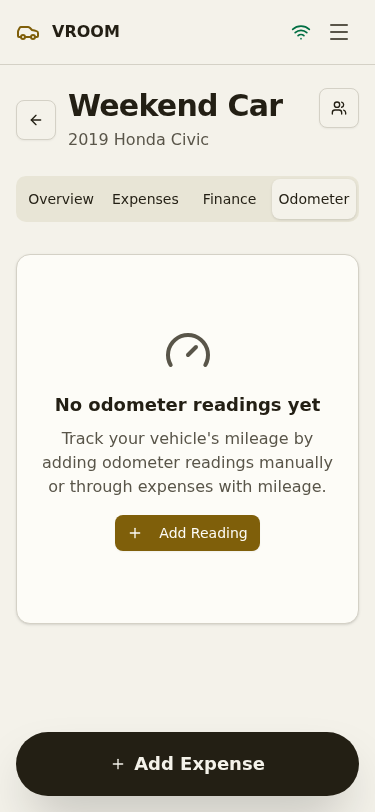 VROOM
Weekend Car
2019 Honda Civic
Overview Expenses Finance Odometer
No odometer readings yet
Track your vehicle's mileage by
adding odometer readings manually
or through expenses with mileage.
+ Add Reading
+ Add Expense